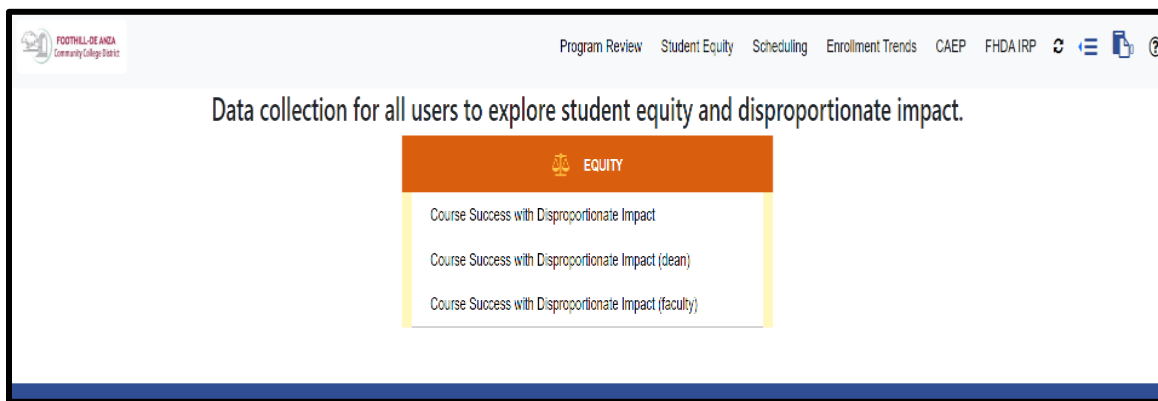 FOOTHILL-DE ANZA
Community College District
Program Review Student Equity Scheduling Enrollment Trends CAEP FHDA IRP
Data collection for all users to explore student equity and disproportionate impact.
EQUITY
Course Success with Disproportionate Impact
Course Success with Disproportionate Impact (dean)
Course Success with Disproportionate Impact (faculty)